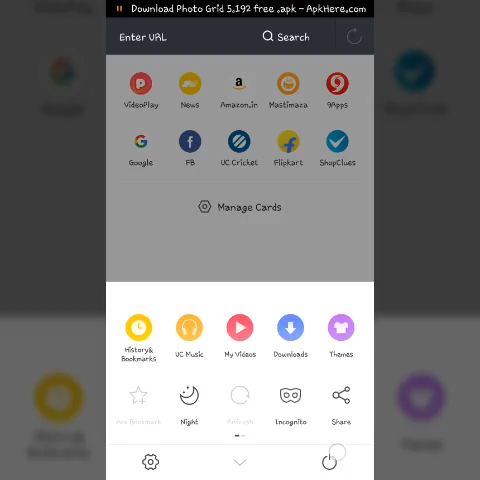 Download Photo Grid 5.192 free .apk - ApkHere.com
Enter URL
Search
VideoPlay
News
Amazon.in
Mastimaza
9Apps
Google
FB
UC Cricket
Flipkart
ShopClues
Manage Cards
History&
Bookmarks
UC Music
My Videos
Downloads
Themes
Add Bookmark
Night
Refresh
Incognito
Share